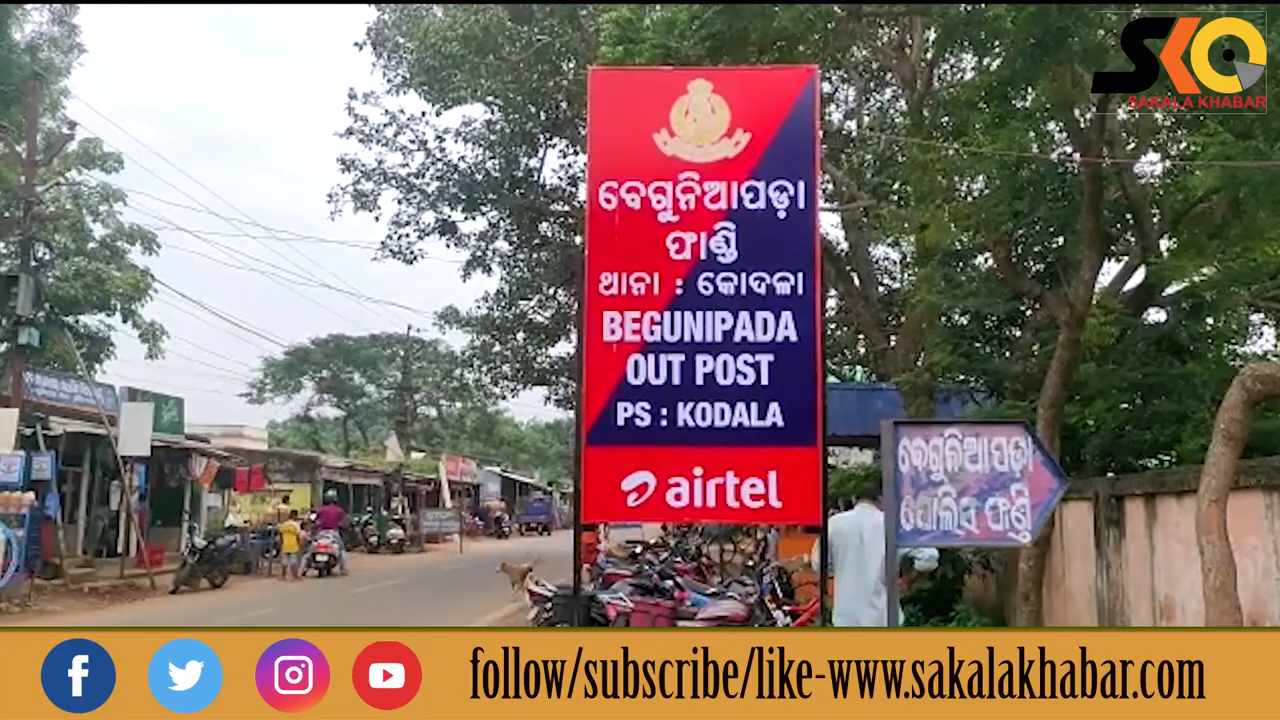 SKO
SAKALA KHABAR
ବେଗୁନିଆପଡ଼ା
ଫାଣ୍ଡି
ଥାନା : କୋଦଳା
BEGUNIPADA
OUT POST
PS : KODALA
airtel
ବେଗୁନିଆପଡ଼ା
ପୋଲିସ୍ ଫାଣ୍ଡି
follow/subscribe/like-www.sakalakhabar.com